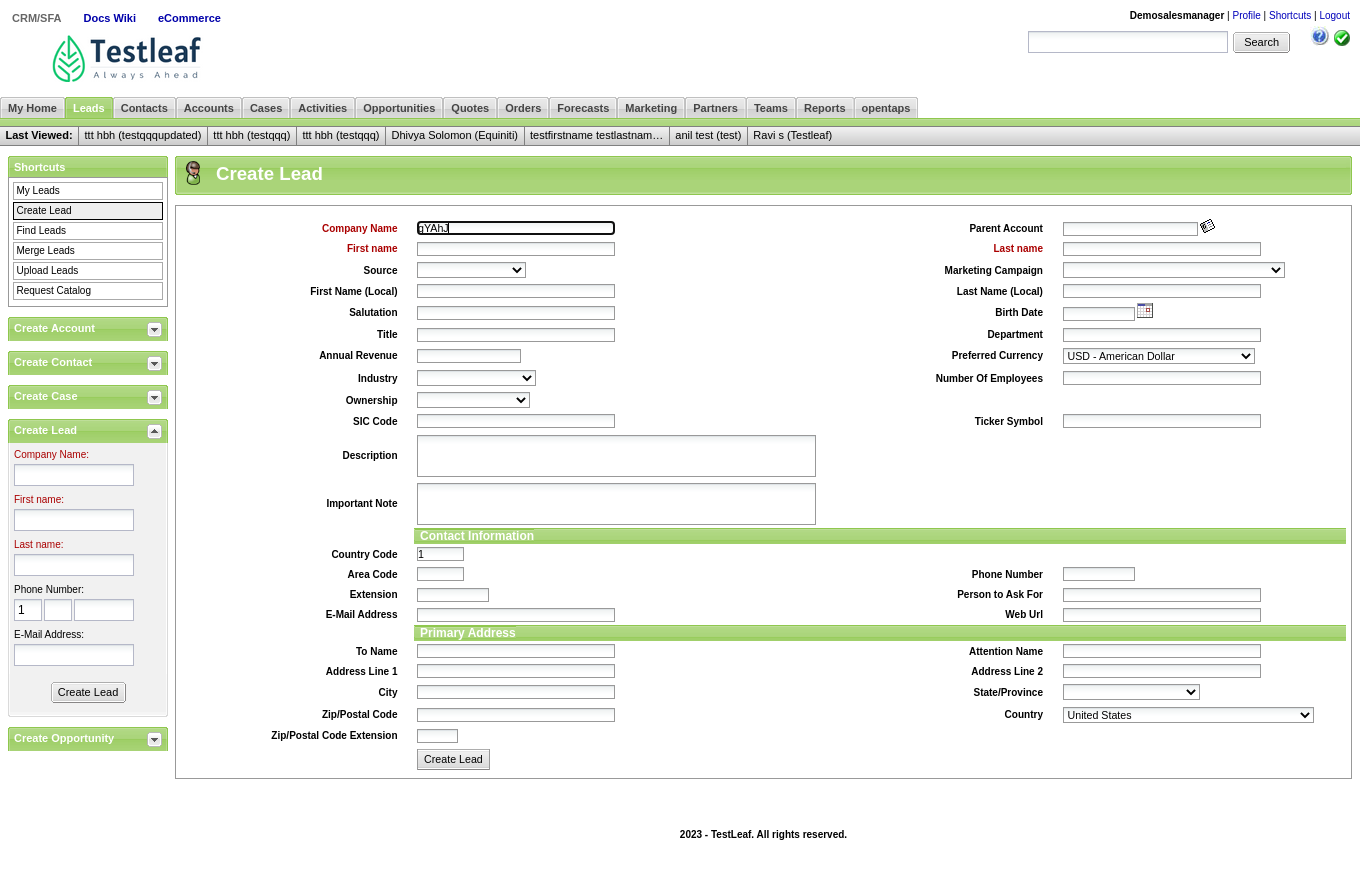 CRM/SFA Docs Wiki eCommerce
Demosalesmanager | Profile | Shortcuts | Logout
Testleaf
Always Ahead
Search
My Home Leads Contacts Accounts Cases Activities Opportunities Quotes Orders Forecasts Marketing Partners Teams Reports opentaps
Last Viewed: ttt hbh (testqqqupdated) ttt hbh (testqqq) ttt hbh (testqqq) Dhivya Solomon (Equiniti) testfirstname testlastnam… anil test (test) Ravi s (Testleaf)
Shortcuts
My Leads
Create Lead
Find Leads
Merge Leads
Upload Leads
Request Catalog
Create Account
Create Contact
Create Case
Create Lead
Company Name:
First name:
Last name:
Phone Number:
1
E-Mail Address:
Create Lead
Create Opportunity
Create Lead
Company Name gYAhJ Parent Account
First name Last name
Source Marketing Campaign
First Name (Local) Last Name (Local)
Salutation Birth Date
Title Department
Annual Revenue Preferred Currency USD - American Dollar
Industry Number Of Employees
Ownership
SIC Code Ticker Symbol
Description
Important Note
Contact Information
Country Code 1
Area Code Phone Number
Extension Person to Ask For
E-Mail Address Web Url
Primary Address
To Name Attention Name
Address Line 1 Address Line 2
City State/Province
Zip/Postal Code Country United States
Zip/Postal Code Extension
Create Lead
2023 - TestLeaf. All rights reserved.